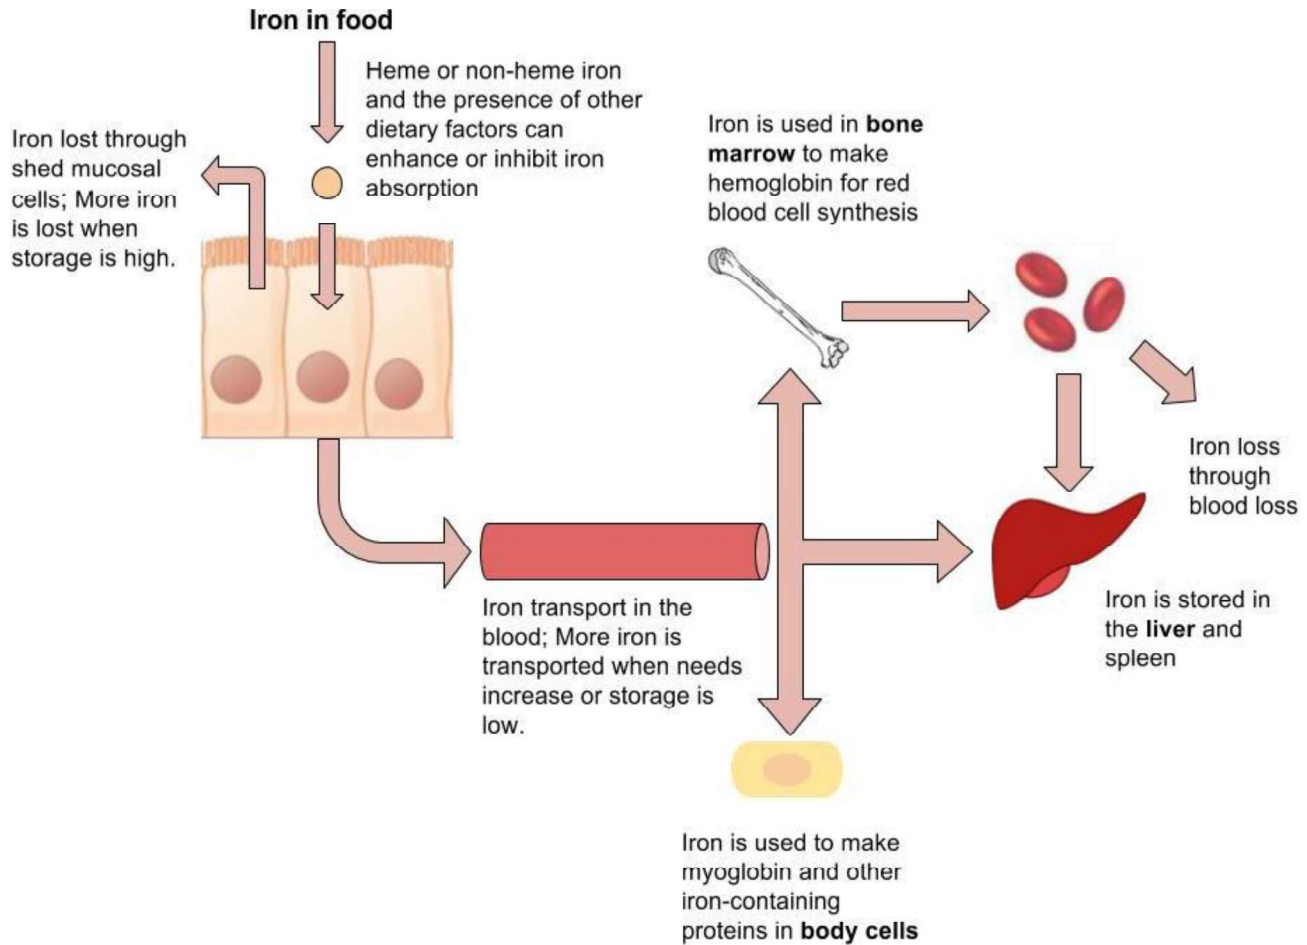 Iron in food
Heme or non-heme iron
and the presence of other
dietary factors can
enhance or inhibit iron
absorption
Iron lost through
shed mucosal
cells; More iron
is lost when
storage is high.
Iron is used in bone
marrow to make
hemoglobin for red
blood cell synthesis
Iron loss
through
blood loss
Iron transport in the
blood; More iron is
transported when needs
increase or storage is
low.
Iron is stored in
the liver and
spleen
Iron is used to make
myoglobin and other
iron-containing
proteins in body cells